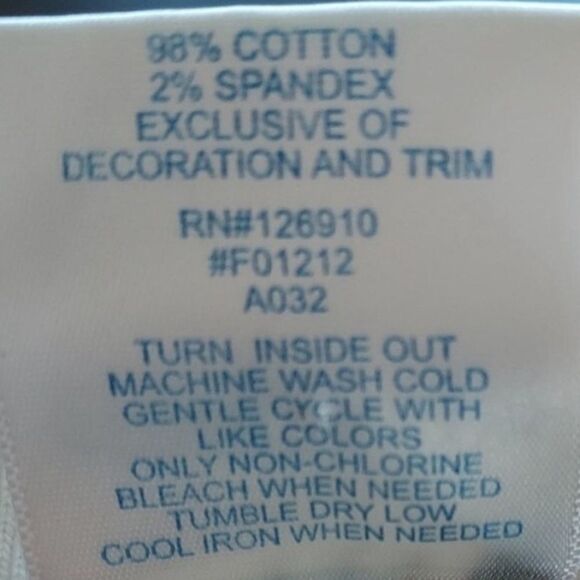 98% COTTON
2% SPANDEX
EXCLUSIVE OF
DECORATION AND TRIM
RN#126910
#F01212
A032
TURN INSIDE OUT
MACHINE WASH COLD
GENTLE CYCLE WITH
LIKE COLORS
ONLY NON-CHLORINE
BLEACH WHEN NEEDED
TUMBLE DRY LOW
COOL IRON WHEN NEEDED